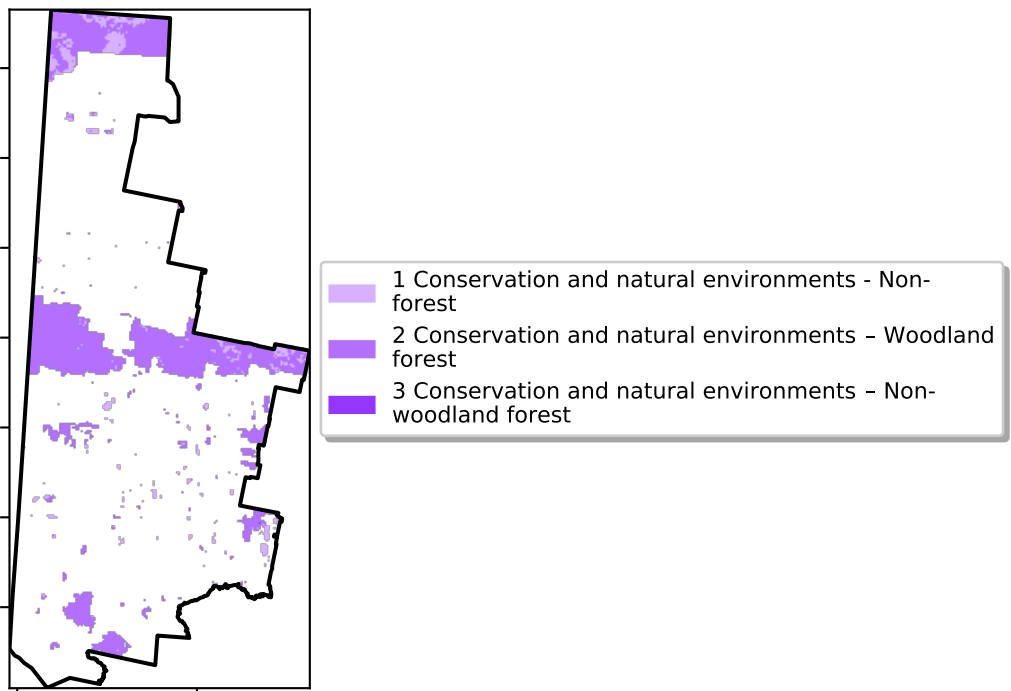 1 Conservation and natural environments - Non-
forest
2 Conservation and natural environments – Woodland
forest
3 Conservation and natural environments – Non-
woodland forest